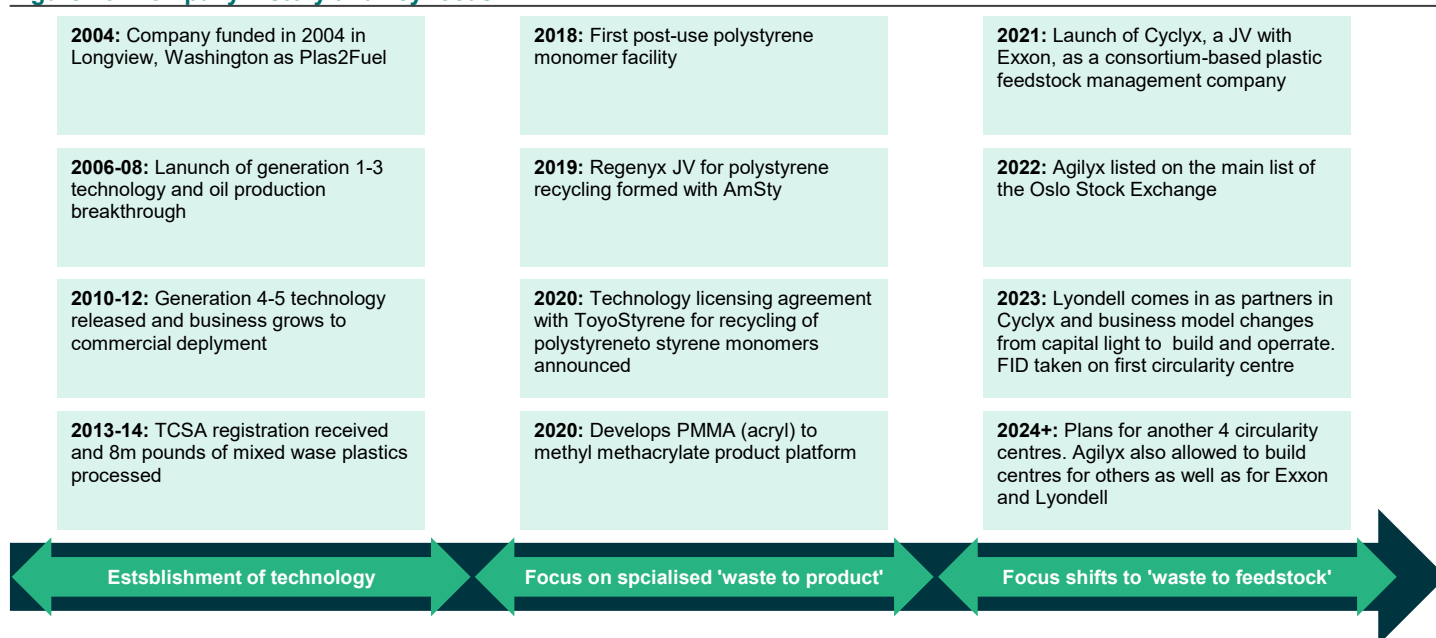 2004: Company funded in 2004 in
Longview, Washington as Plas2Fuel
2006-08: Lanunch of generation 1-3
technology and oil production
breakthrough
2010-12: Generation 4-5 technology
released and business grows to
commercial deplyment
2013-14: TCSA registration received
and 8m pounds of mixed wase plastics
processed
2018: First post-use polystyrene
monomer facility
2019: Regenyx JV for polystyrene
recycling formed with AmSty
2020: Technology licensing agreement
with ToyoStyrene for recycling of
polystyreneto styrene monomers
announced
2020: Develops PMMA (acryl) to
methyl methacrylate product platform
2021: Launch of Cyclyx, a JV with
Exxon, as a consortium-based plastic
feedstock management company
2022: Agilyx listed on the main list of
the Oslo Stock Exchange
2023: Lyondell comes in as partners in
Cyclyx and business model changes
from capital light to  build and operrate.
FID taken on first circularity centre
2024+: Plans for another 4 circularity
centres. Agilyx also allowed to build
centres for others as well as for Exxon
and Lyondell
Estsblishment of technology
Focus on spcialised 'waste to product'
Focus shifts to 'waste to feedstock'